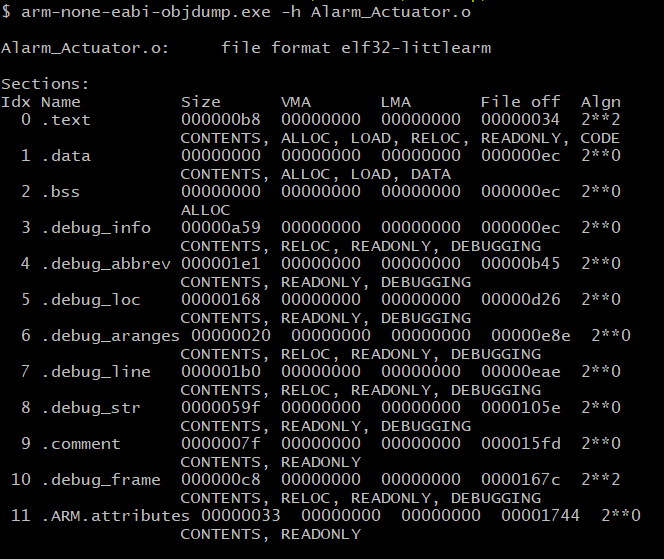 $ arm-none-eabi-objdump.exe -h Alarm_Actuator.o
Alarm_Actuator.o:     file format elf32-littlearm
Sections:
Idx Name          Size      VMA       LMA       File off  Algn
  0 .text         000000b8  00000000  00000000  00000034  2**2
                  CONTENTS, ALLOC, LOAD, RELOC, READONLY, CODE
  1 .data         00000000  00000000  00000000  000000ec  2**0
                  CONTENTS, ALLOC, LOAD, DATA
  2 .bss          00000000  00000000  00000000  000000ec  2**0
                  ALLOC
  3 .debug_info   00000a59  00000000  00000000  000000ec  2**0
                  CONTENTS, RELOC, READONLY, DEBUGGING
  4 .debug_abbrev 000001e1  00000000  00000000  00000b45  2**0
                  CONTENTS, READONLY, DEBUGGING
  5 .debug_loc    00000168  00000000  00000000  00000d26  2**0
                  CONTENTS, READONLY, DEBUGGING
  6 .debug_aranges 00000020  00000000  00000000  00000e8e  2**0
                  CONTENTS, RELOC, READONLY, DEBUGGING
  7 .debug_line   000001b0  00000000  00000000  00000eae  2**0
                  CONTENTS, RELOC, READONLY, DEBUGGING
  8 .debug_str    0000059f  00000000  00000000  0000105e  2**0
                  CONTENTS, READONLY, DEBUGGING
  9 .comment      0000007f  00000000  00000000  000015fd  2**0
                  CONTENTS, READONLY
 10 .debug_frame  000000c8  00000000  00000000  0000167c  2**2
                  CONTENTS, RELOC, READONLY, DEBUGGING
 11 .ARM.attributes 00000033  00000000  00000000  00001744  2**0
                  CONTENTS, READONLY